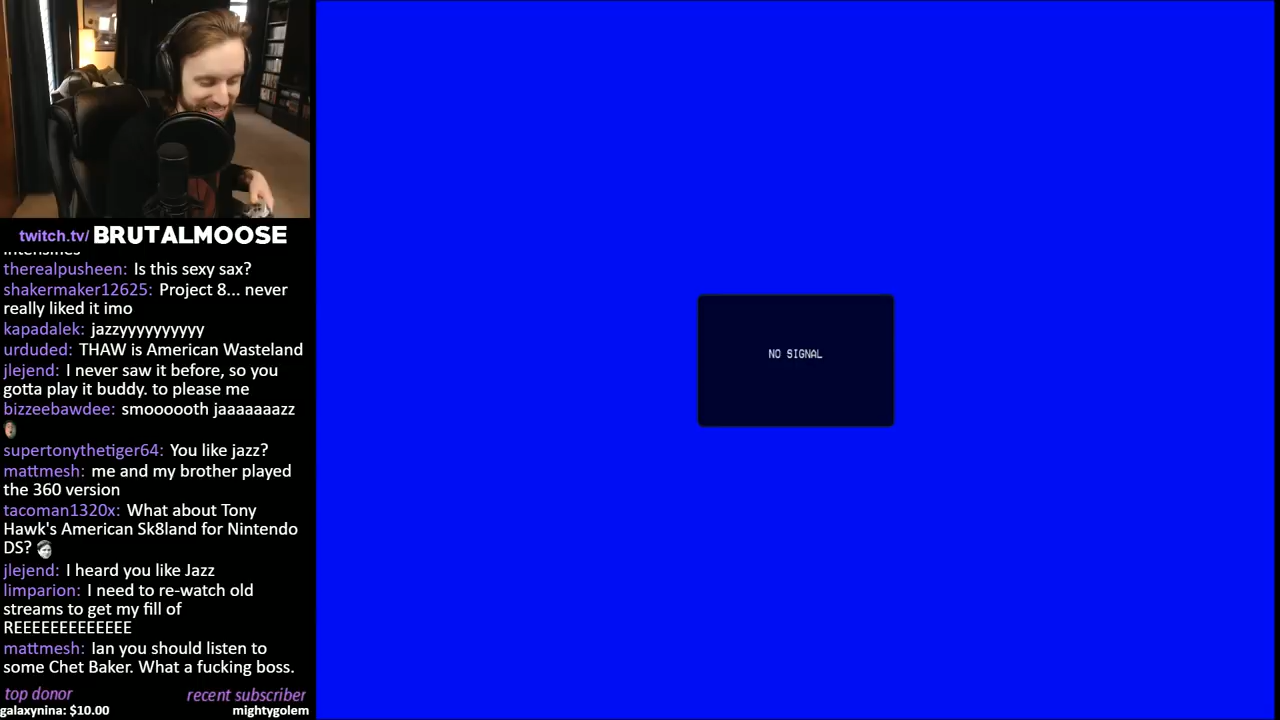 twitch.tv/ BRUTALMOOSE
therealpusheen: Is this sexy sax?
shakermaker12625: Project 8... never
really liked it imo
kapadalek: jazzyyyyyyyyyy
urduded: THAW is American Wasteland
jlejend: I never saw it before, so you
gotta play it buddy. to please me
bizzeebawdee: smoooooth jaaaaaaazz
supertonythetiger64: You like jazz?
mattmesh: me and my brother played
the 360 version
tacoman1320x: What about Tony
Hawk's American Sk8land for Nintendo
DS?
jlejend: I heard you like Jazz
limparion: I need to re-watch old
streams to get my fill of
REEEEEEEEEEEEE
mattmesh: Ian you should listen to
some Chet Baker. What a fucking boss.
top donor recent subscriber
galaxynina: $10.00 mightygolem
NO SIGNAL